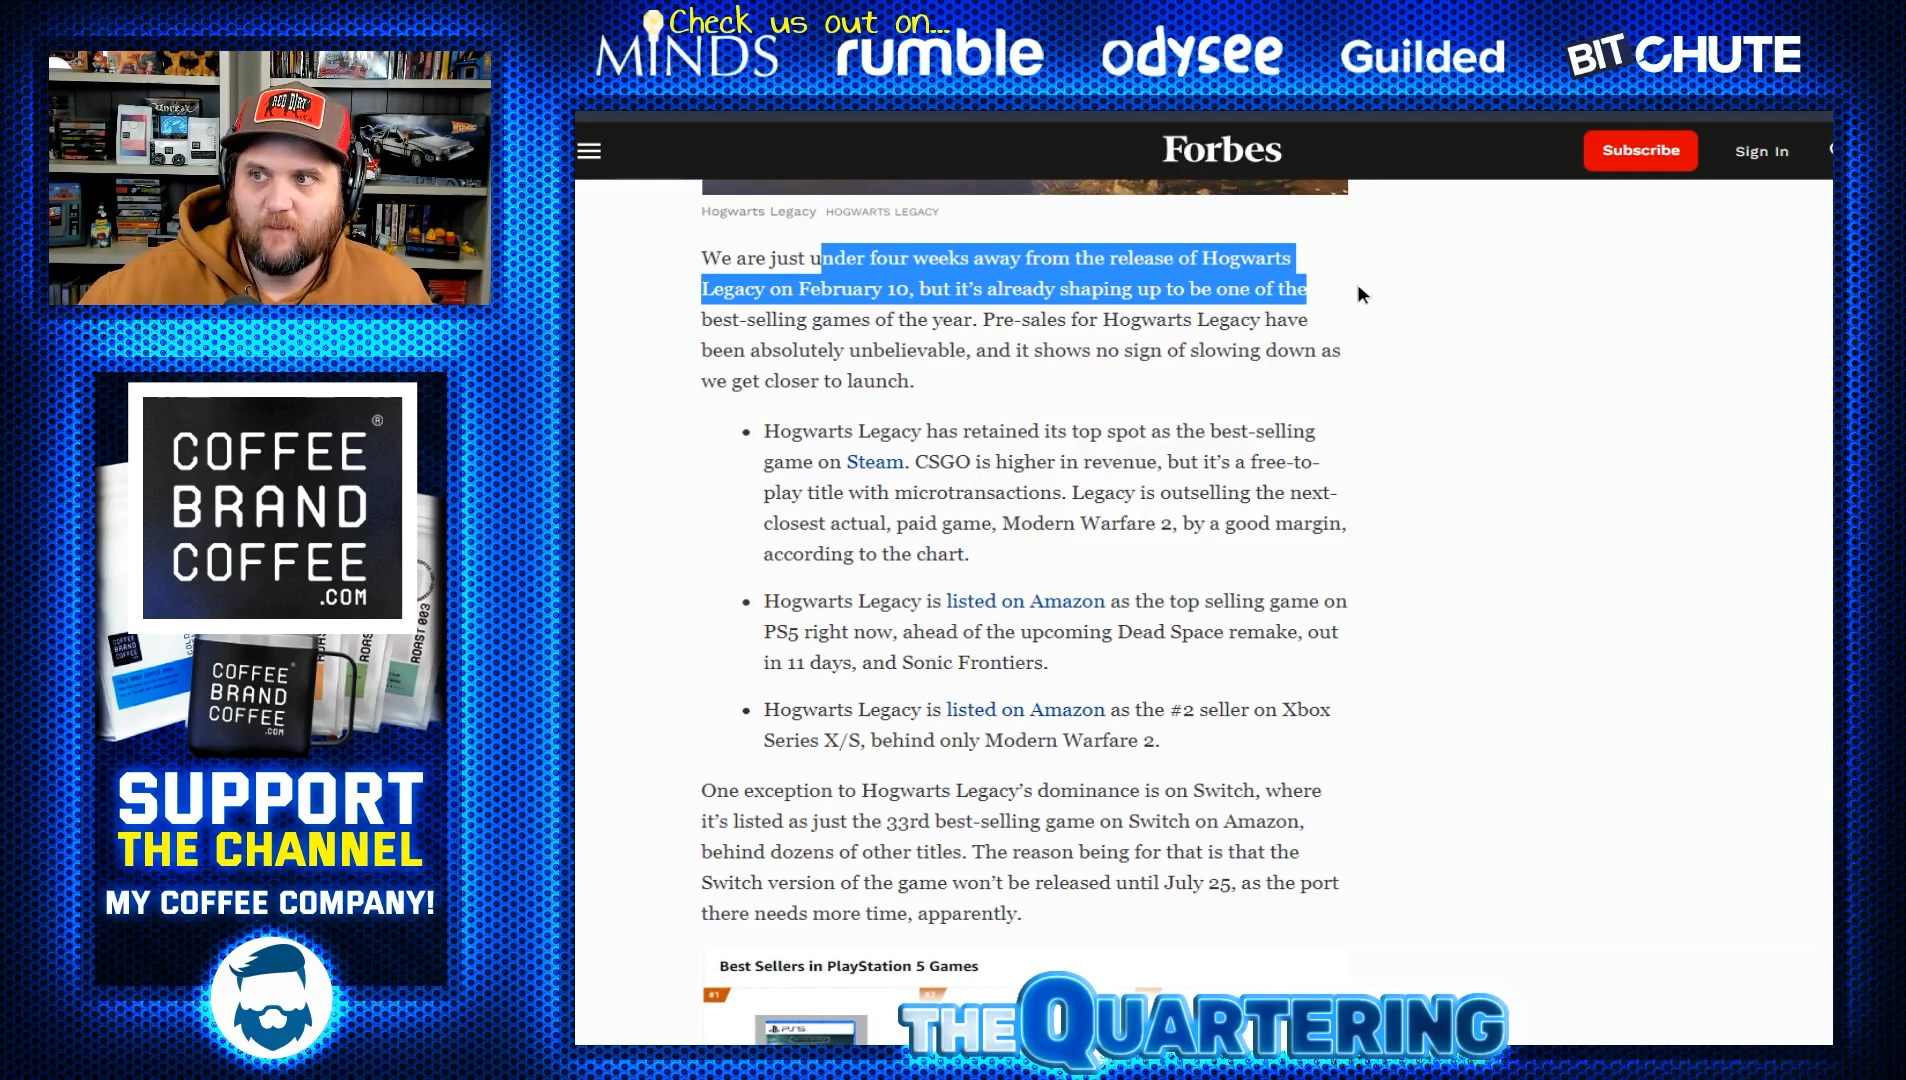 Check us out on...
MINDS rumble odysee Guilded BITCHUTE
RED DIRT
Forbes
Subscribe
Sign In
Hogwarts Legacy HOGWARTS LEGACY
We are just under four weeks away from the release of Hogwarts
Legacy on February 10, but it’s already shaping up to be one of the
best-selling games of the year. Pre-sales for Hogwarts Legacy have
been absolutely unbelievable, and it shows no sign of slowing down as
we get closer to launch.
• Hogwarts Legacy has retained its top spot as the best-selling
game on Steam. CSGO is higher in revenue, but it’s a free-to-
play title with microtransactions. Legacy is outselling the next-
closest actual, paid game, Modern Warfare 2, by a good margin,
according to the chart.
• Hogwarts Legacy is listed on Amazon as the top selling game on
PS5 right now, ahead of the upcoming Dead Space remake, out
in 11 days, and Sonic Frontiers.
• Hogwarts Legacy is listed on Amazon as the #2 seller on Xbox
Series X/S, behind only Modern Warfare 2.
One exception to Hogwarts Legacy’s dominance is on Switch, where
it’s listed as just the 33rd best-selling game on Switch on Amazon,
behind dozens of other titles. The reason being for that is that the
Switch version of the game won’t be released until July 25, as the port
there needs more time, apparently.
Best Sellers in PlayStation 5 Games
#1
#2
PS5
THE QUARTERING
COFFEE ®
BRAND
COFFEE
.COM
ROAST 003
COFFEE ®
BRAND
COFFEE
.COM
SUPPORT
THE CHANNEL
MY COFFEE COMPANY!